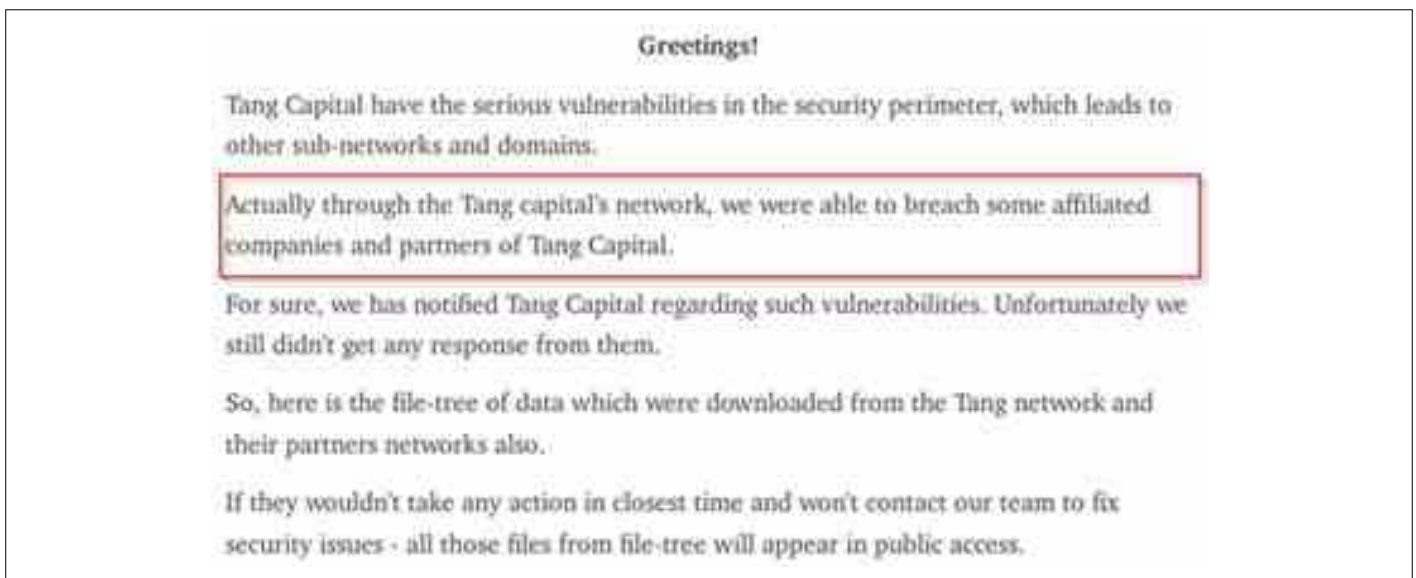 Greetings!
Tang Capital have the serious vulnerabilities in the security perimeter, which leads to
other sub-networks and domains.
Actually through the Tang capital's network, we were able to breach some affiliated
companies and partners of Tang Capital.
For sure, we has notified Tang Capital regarding such vulnerabilities. Unfortunately we
still didn't get any response from them.
So, here is the file-tree of data which were downloaded from the Tang network and
their partners networks also.
If they wouldn't take any action in closest time and won't contact our team to fix
security issues - all those files from file-tree will appear in public access.